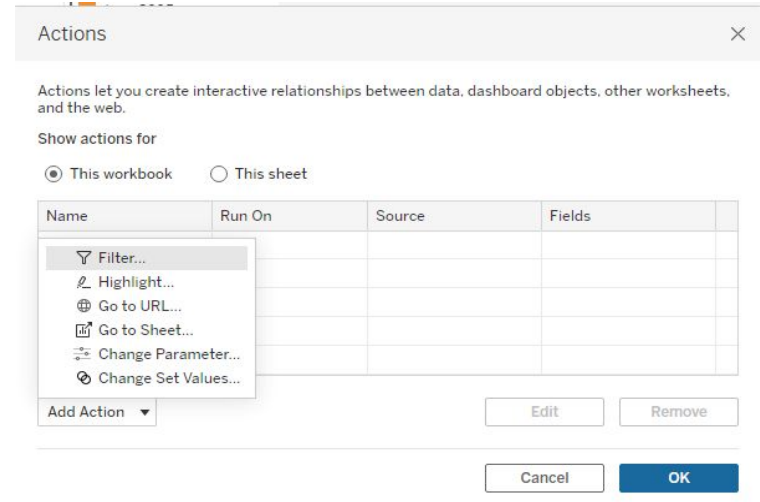 Actions
Actions let you create interactive relationships between data, dashboard objects, other worksheets,
and the web.
Show actions for
This workbook This sheet
Name Run On Source Fields
Filter...
Highlight...
Go to URL...
Go to Sheet...
Change Parameter...
Change Set Values...
Add Action Edit Remove
Cancel OK